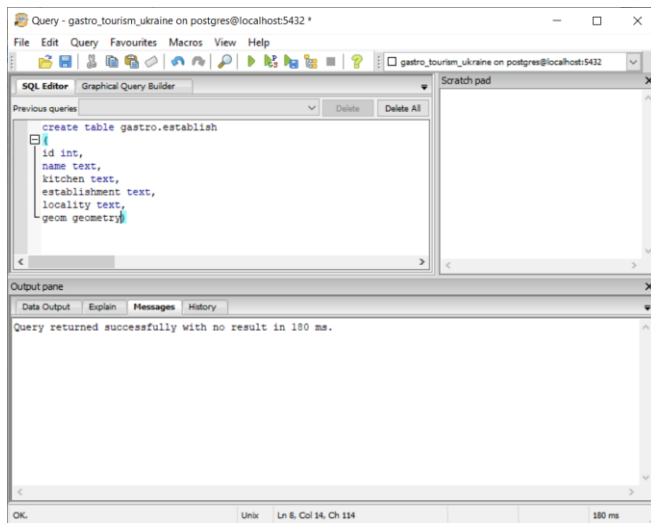 Query - gastro_tourism_ukraine on postgres@localhost:5432 *
File Edit Query Favourites Macros View Help
gastro_tourism_ukraine on postgres@localhost:5432
SQL Editor Graphical Query Builder
Scratch pad
Previous queries Delete Delete All
create table gastro.establish
(
id int,
name text,
kitchen text,
establishment text,
locality text,
geom geometry)
Output pane
Data Output Explain Messages History
Query returned successfully with no result in 180 ms.
OK. Unix Ln 8, Col 14, Ch 114 180 ms